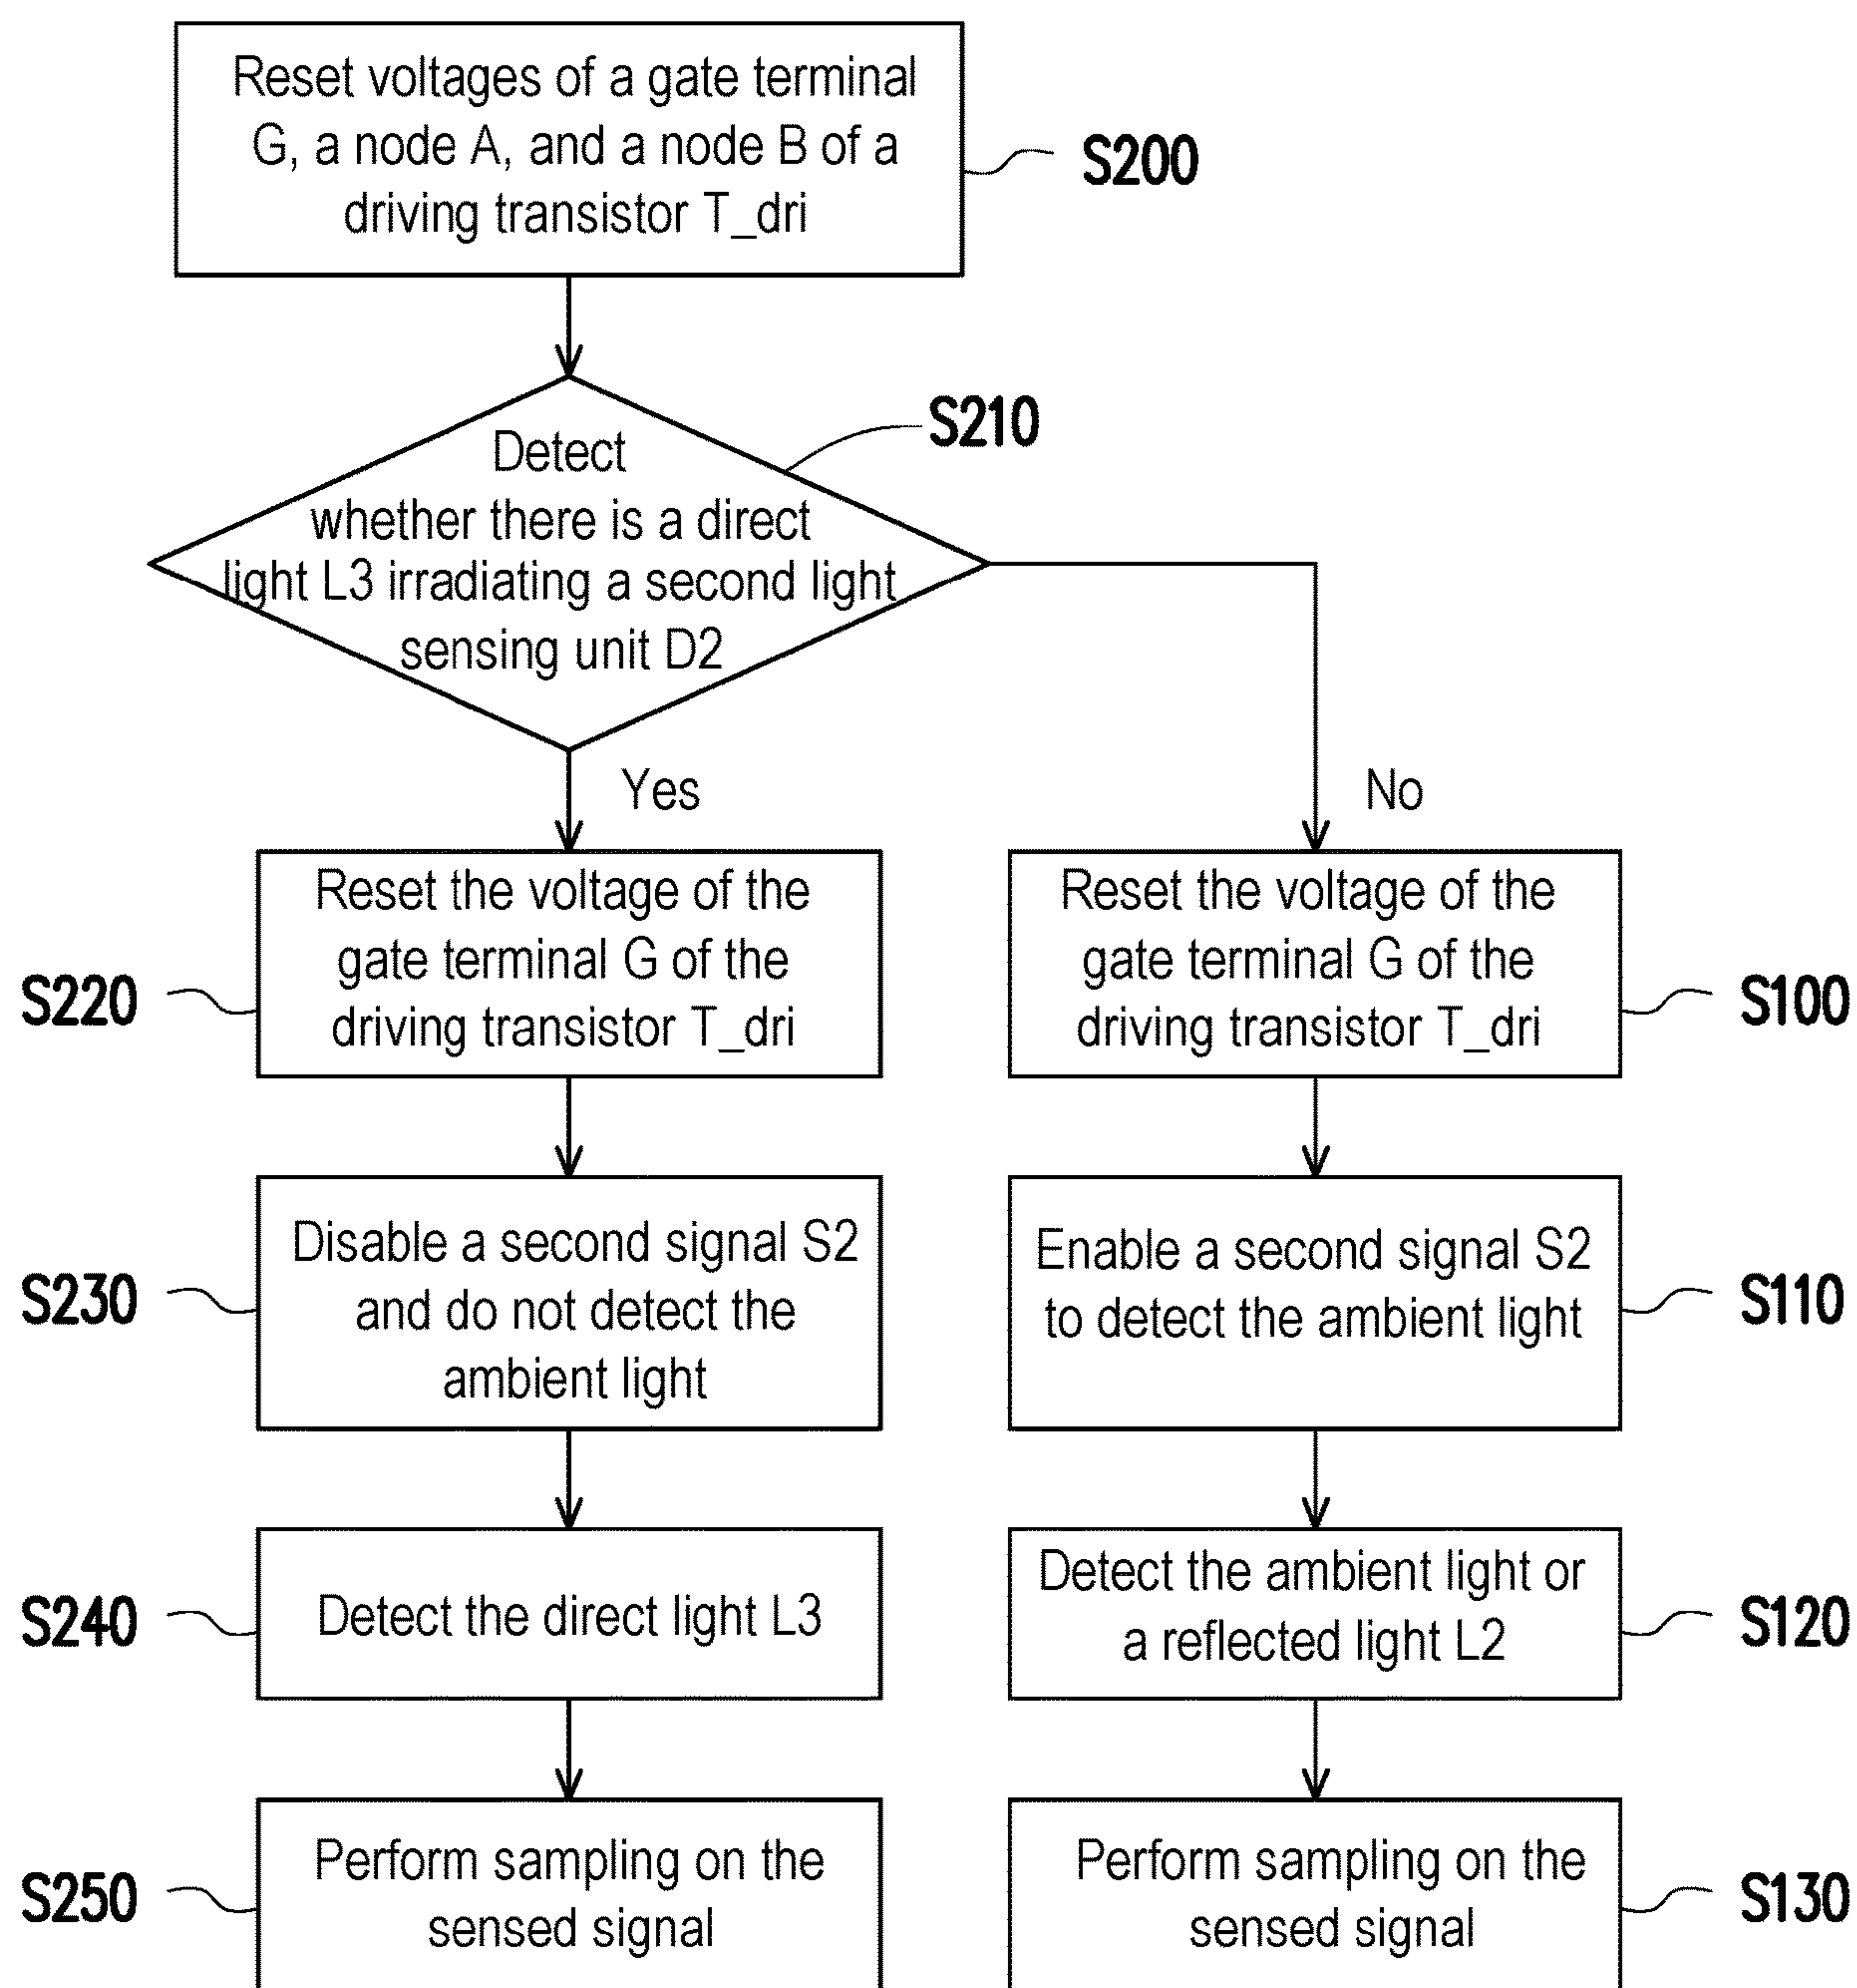 Reset voltages of a gate terminal
G, a node A, and a node B of a
driving transistor T_dri
S200
Detect
whether there is a direct
light L3 irradiating a second light
sensing unit D2
S210
Yes
No
Reset the voltage of the
gate terminal G of the
driving transistor T_dri
S220
Reset the voltage of the
gate terminal G of the
driving transistor T_dri
S100
Disable a second signal S2
and do not detect the
ambient light
S230
Enable a second signal S2
to detect the ambient light
S110
Detect the direct light L3
S240
Detect the ambient light or
a reflected light L2
S120
Perform sampling on the
sensed signal
S250
Perform sampling on the
sensed signal
S130